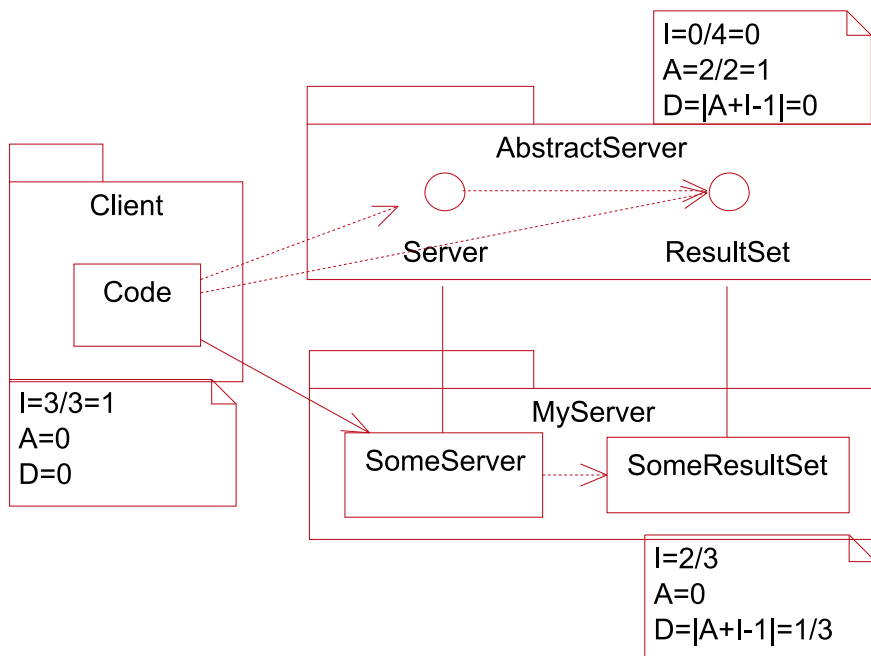 I=0/4=0
A=2/2=1
D=|A+I-1|=0
AbstractServer
Client
Server
ResultSet
Code
I=3/3=1
A=0
D=0
MyServer
SomeServer
SomeResultSet
I=2/3
A=0
D=|A+I-1|=1/3